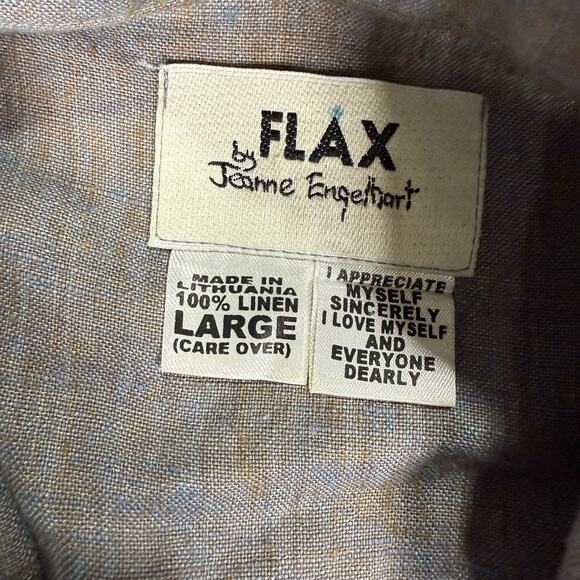 FLAX
by
Jeanne Engelhart
MADE IN
LITHUANIA
100% LINEN
LARGE
(CARE OVER)
I APPRECIATE
MYSELF
SINCERELY
I LOVE MYSELF
AND
EVERYONE
DEARLY